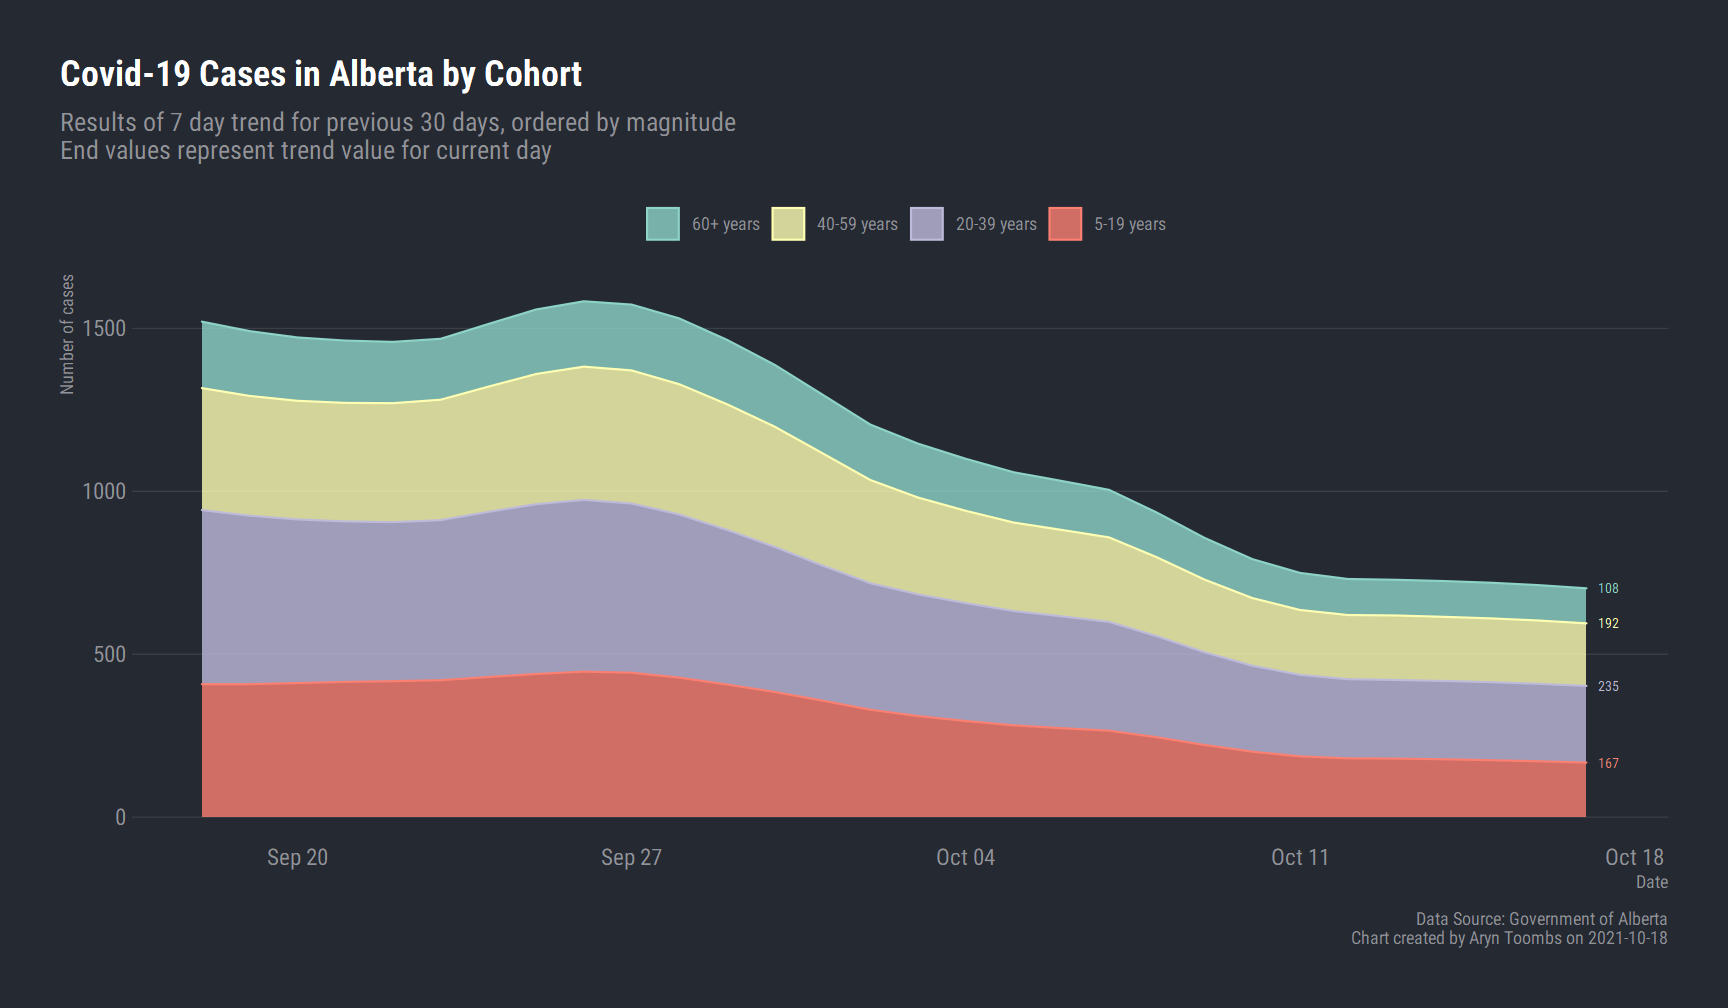 Covid-19 Cases in Alberta by Cohort
Results of 7 day trend for previous 30 days, ordered by magnitude
End values represent trend value for current day
60+ years 40-59 years 20-39 years 5-19 years
Number of cases
1500
1000
500
0
108
192
235
167
Sep 20 Sep 27 Oct 04 Oct 11 Oct 18
Date
Data Source: Government of Alberta
Chart created by Aryn Toombs on 2021-10-18